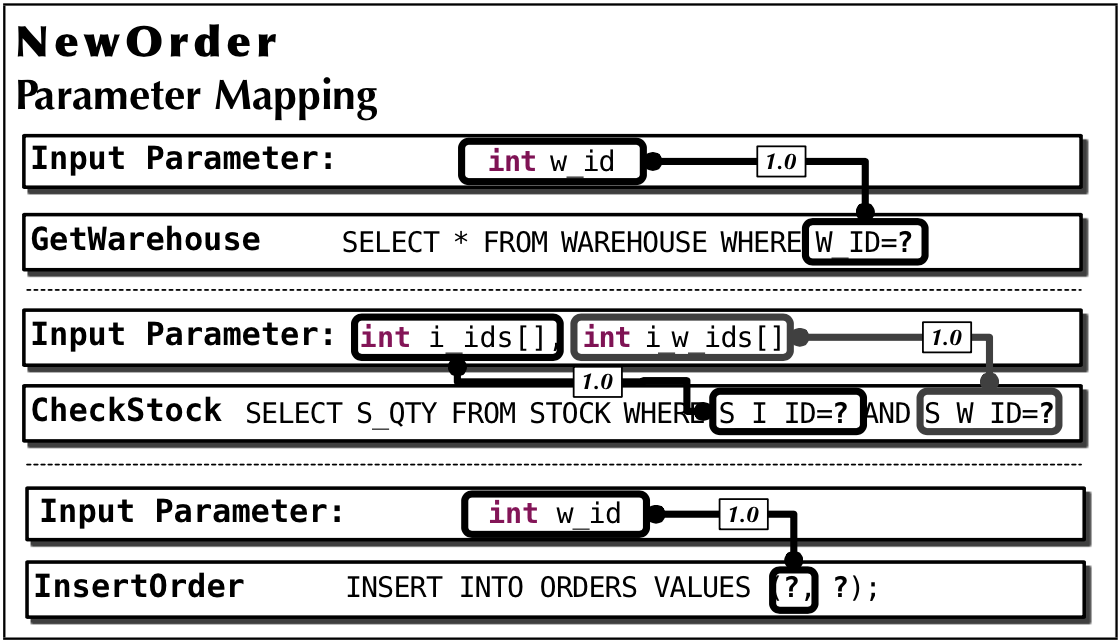 NewOrder
Parameter Mapping
Input Parameter: int w_id 1.0
GetWarehouse SELECT * FROM WAREHOUSE WHERE W_ID=?
Input Parameter: int i_ids[], int i_w_ids[] 1.0
1.0
CheckStock SELECT S_QTY FROM STOCK WHERE S_I_ID=? AND S_W_ID=?
Input Parameter: int w_id 1.0
InsertOrder INSERT INTO ORDERS VALUES (?, ?);